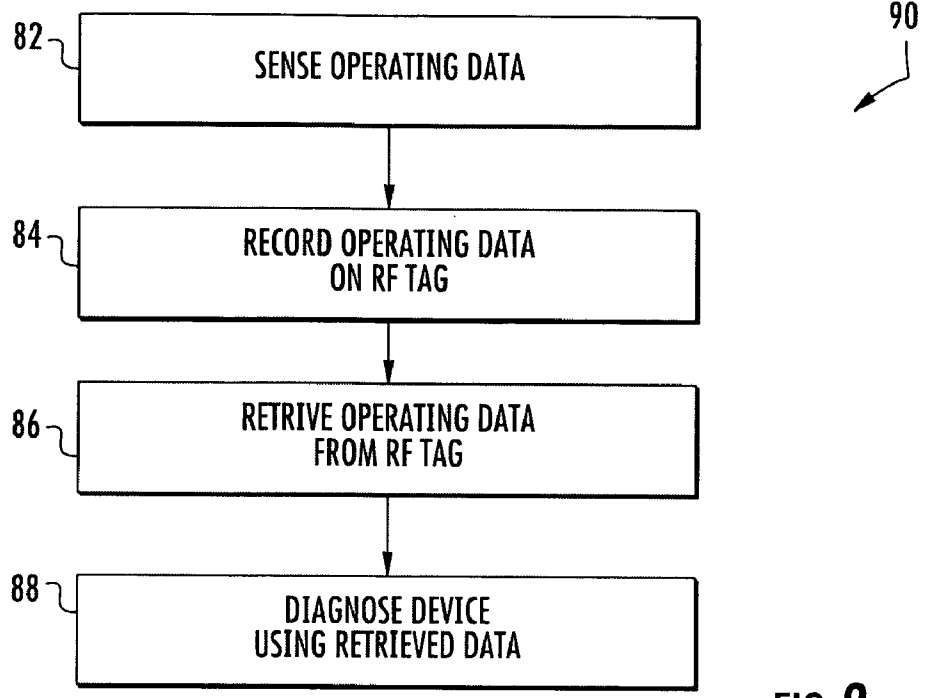 90
82
SENSE OPERATING DATA
84
RECORD OPERATING DATA
ON RF TAG
86
RETRIVE OPERATING DATA
FROM RF TAG
88
DIAGNOSE DEVICE
USING RETRIEVED DATA
FIG.